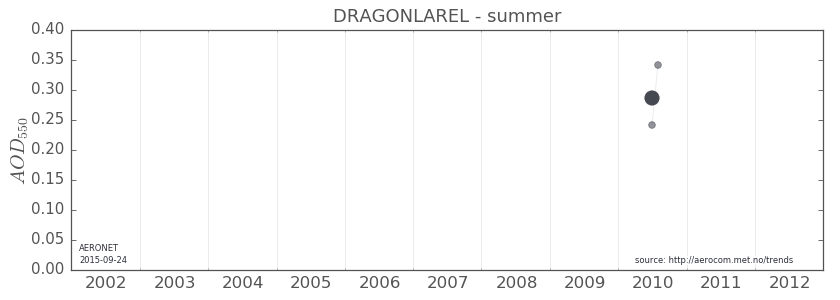 DRAGONLAREL - summer
0.40
0.35
0.30
0.25
0.20
0.15
0.10
0.05
0.00
AOD550
AERONET
2015-09-24
source: http://aerocom.met.no/trends
2002 2003 2004 2005 2006 2007 2008 2009 2010 2011 2012